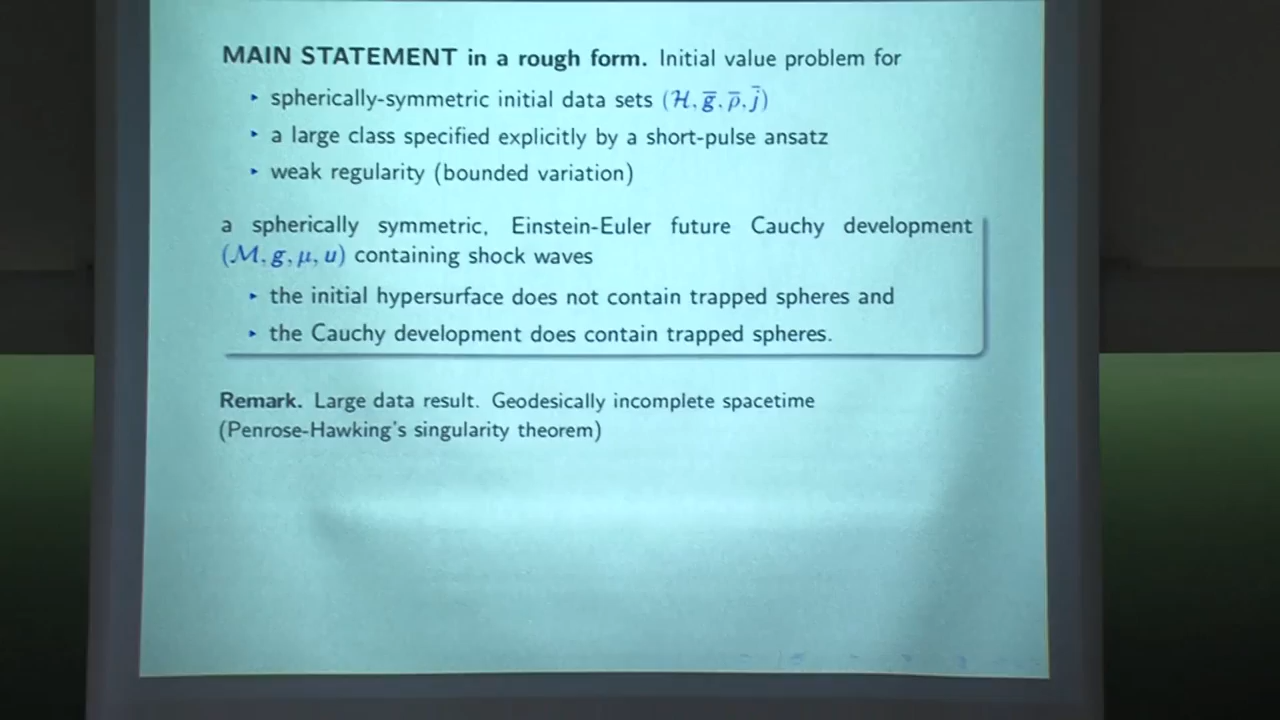 MAIN STATEMENT in a rough form. Initial value problem for
‣ spherically-symmetric initial data sets (ℋ, g̅, ρ̅, j̅)
‣ a large class specified explicitly by a short-pulse ansatz
‣ weak regularity (bounded variation)
a spherically symmetric, Einstein-Euler future Cauchy development
(ℳ, g, μ, u) containing shock waves
‣ the initial hypersurface does not contain trapped spheres and
‣ the Cauchy development does contain trapped spheres.
Remark. Large data result. Geodesically incomplete spacetime
(Penrose-Hawking's singularity theorem)